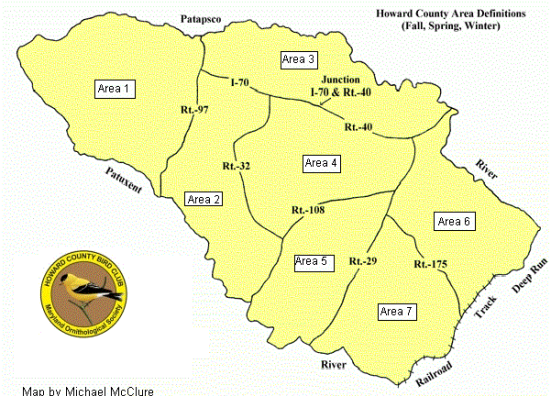 Howard County Area Definitions
(Fall, Spring, Winter)
Patapsco
Area 3
I-70
Junction
I-70 & Rt.-40
Area 1
Rt.-97
Rt.-40
Rt.-32
Area 4
River
Patuxent
Area 2
Rt.-108
Area 6
Area 5
Rt.-29
Rt.-175
Deep Run
Track
Area 7
River
Railroad
HOWARD COUNTY BIRD CLUB
Maryland Ornithological Society
Map by Michael McClure